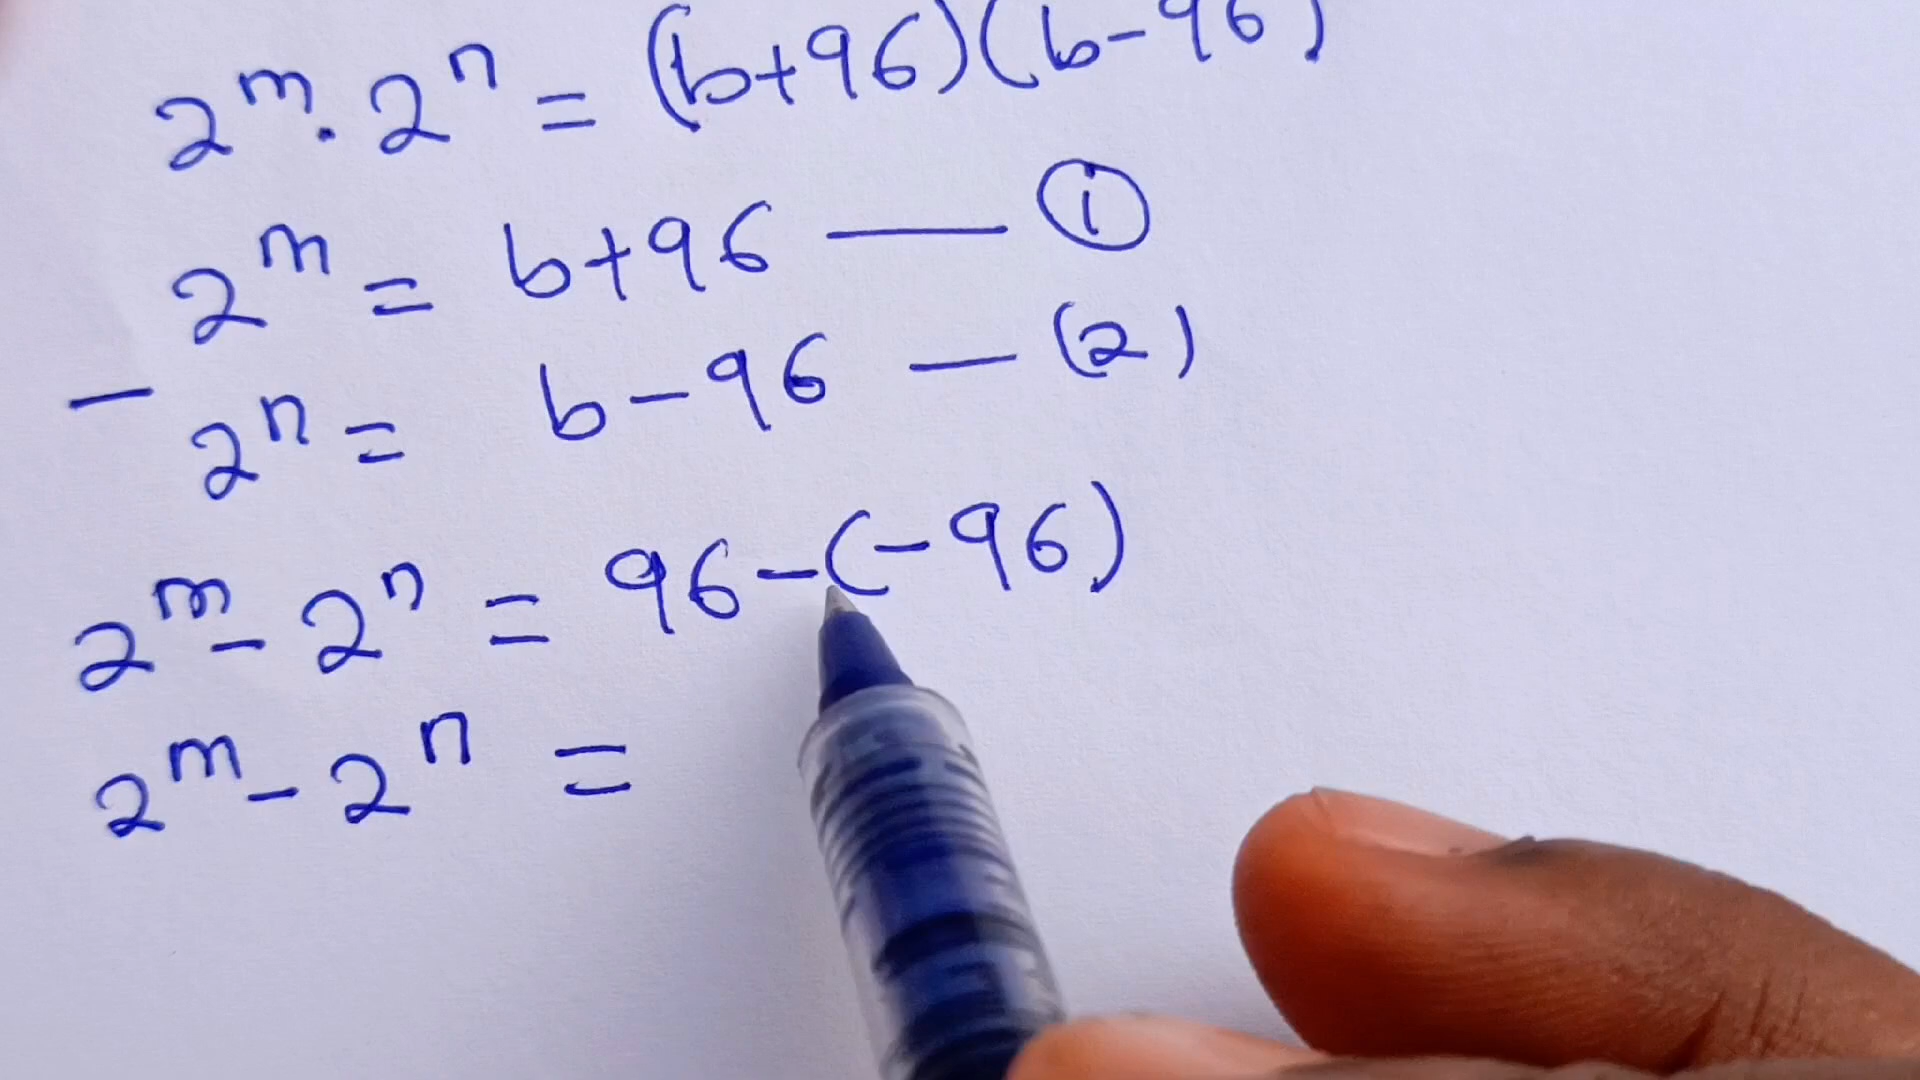 2^m · 2^n = (b+96)(b-96)
2^m = b+96 — ①
- 2^n = b-96 — (2)
2^m - 2^n = 96-(-96)
2^m - 2^n =